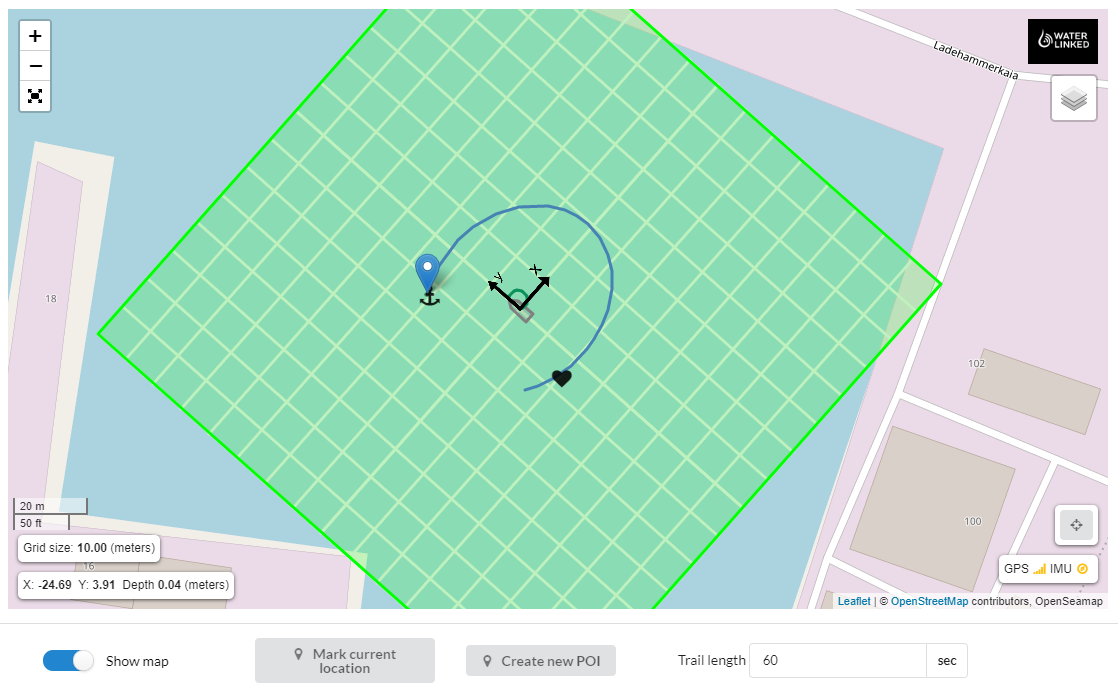 +
WATER
LINKED
Ladehammerkaia
−
18
y
x
102
20 m
50 ft
100
Grid size: 10.00 (meters)
16
GPS IMU
X: -24.69 Y: 3.91 Depth 0.04 (meters)
Leaflet | © OpenStreetMap contributors, OpenSeamap
Show map
Mark current
location
Create new POI
Trail length 60 sec